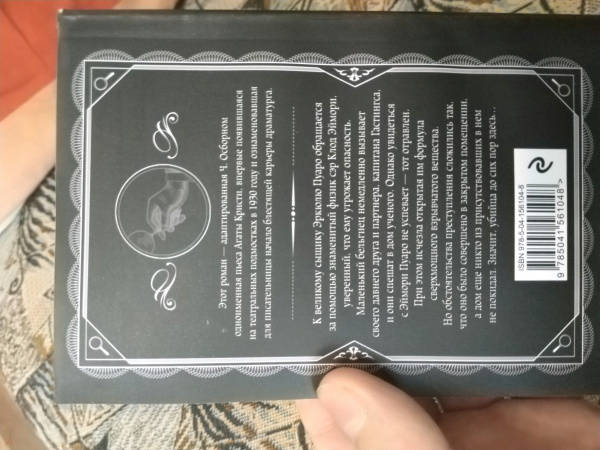 Этот роман — адаптированная Ч. Осборном
одноименная пьеса Агаты Кристи, впервые появившаяся
на театральных подмостках в 1930 году и ознаменовавшая
для писательницы начало блестящей карьеры драматурга.
К великому сыщику Эркюлю Пуаро обращается
за помощью знаменитый физик сэр Клод Эймори,
уверенный, что ему угрожает опасность.
Маленький бельгиец немедленно вызывает
своего давнего друга и партнера, капитана Гастингса,
и они спешат в дом ученого. Однако увидеться
с Эймори Пуаро не успевает — тот отравлен.
При этом исчезла открытая им формула
сверхмощного взрывчатого вещества.
Но обстоятельства преступления сложились так,
что оно было совершено в закрытом помещении,
а дом еще никто из присутствовавших в нем
не покидал. Значит, убийца до сих пор здесь...
ISBN 978-5-04-156104-8
9 785041 561048 >